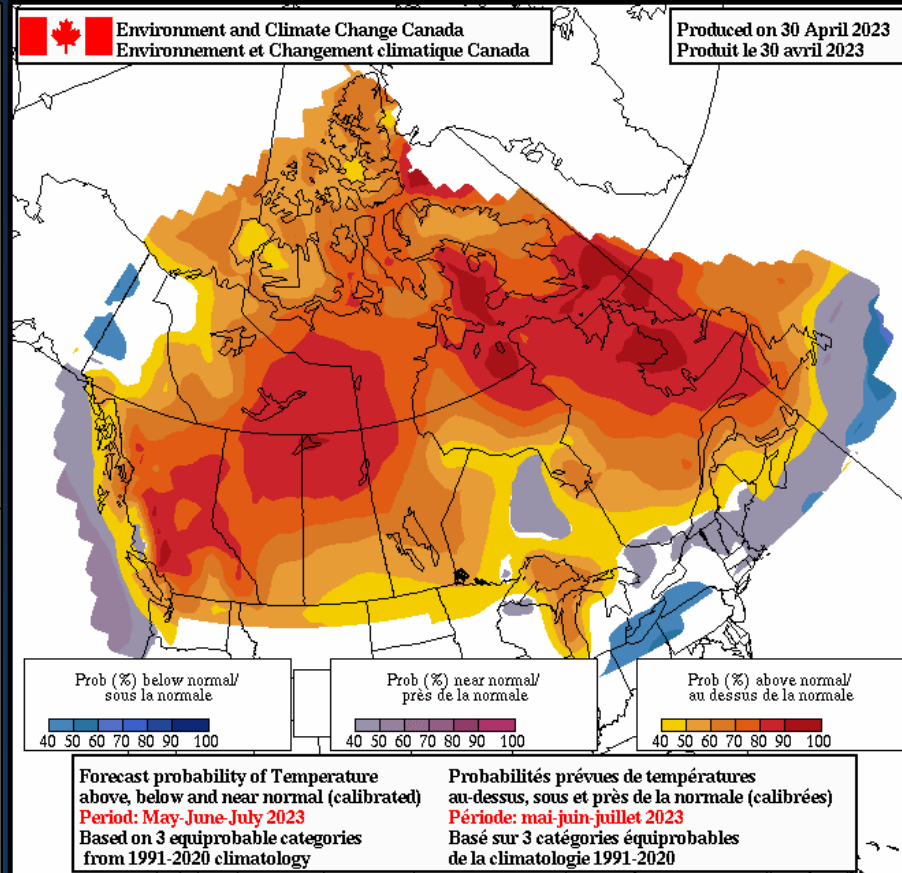 Environment and Climate Change Canada
Environnement et Changement climatique Canada
Produced on 30 April 2023
Produit le 30 avril 2023
Prob (%) below normal/
sous la normale
40 50 60 70 80 90 100
Prob (%) near normal/
près de la normale
40 50 60 70 80 90 100
Prob (%) above normal/
au dessus de la normale
40 50 60 70 80 90 100
Forecast probability of Temperature
above, below and near normal (calibrated)
Period: May-June-July 2023
Based on 3 equiprobable categories
from 1991-2020 climatology
Probabilités prévues de températures
au-dessus, sous et près de la normale (calibrées)
Période: mai-juin-juillet 2023
Basé sur 3 catégories équiprobables
de la climatologie 1991-2020